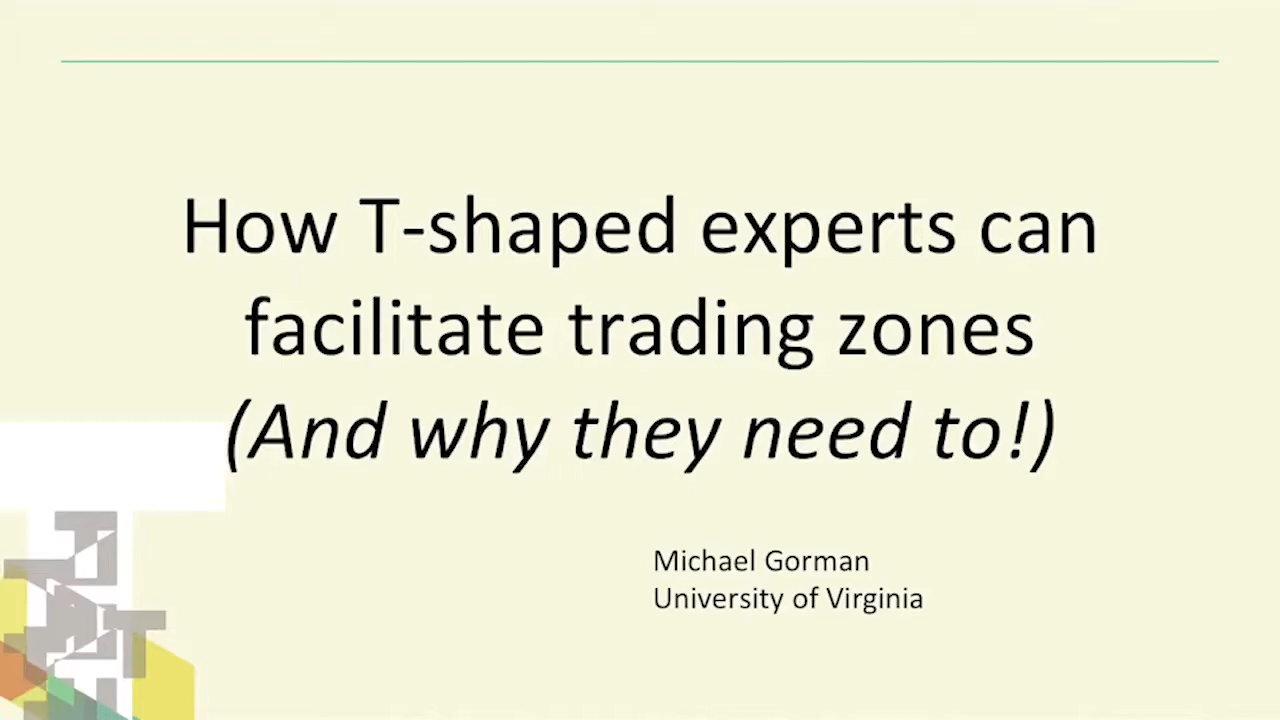 How T-shaped experts can
facilitate trading zones
(And why they need to!)
Michael Gorman
University of Virginia